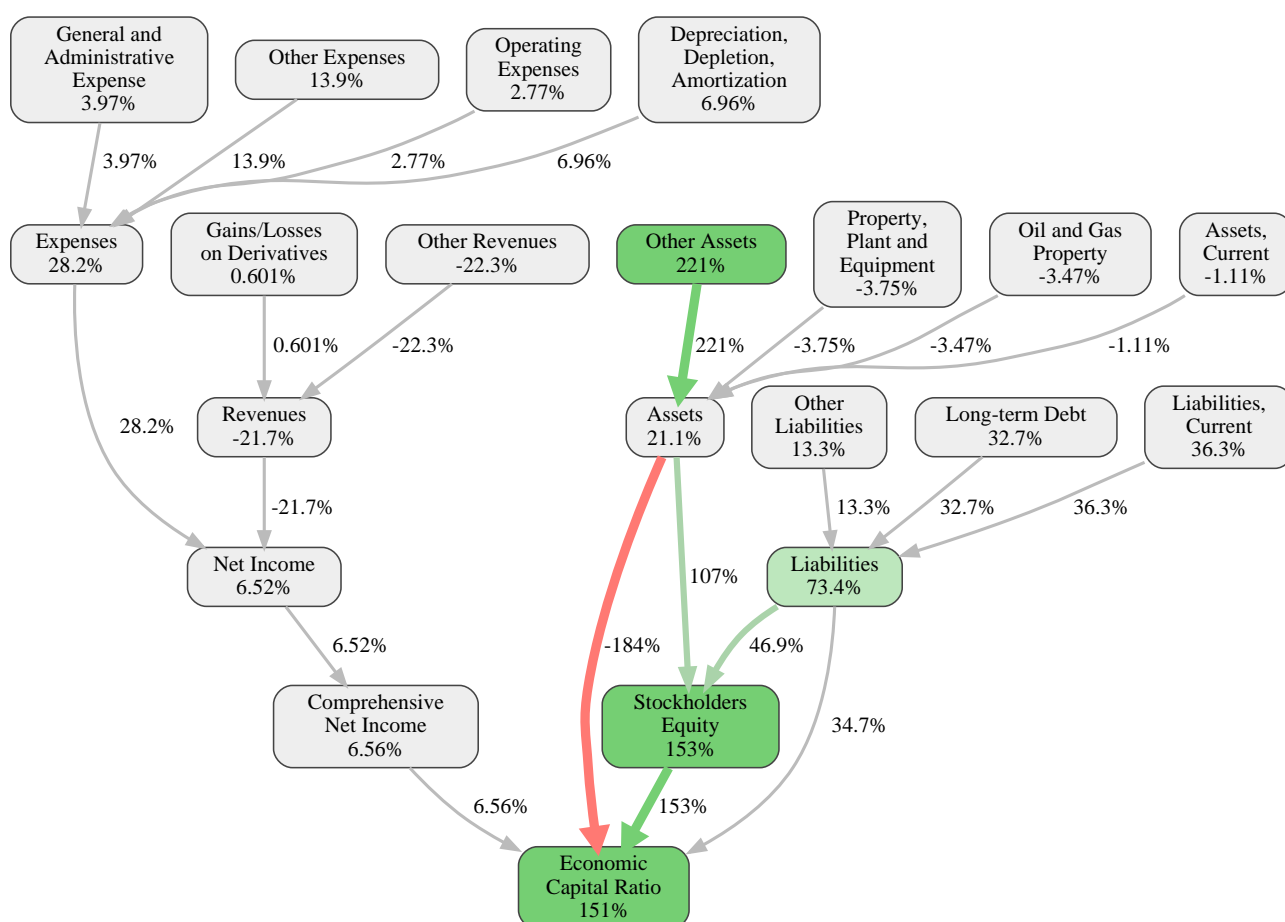 General and
Administrative
Expense
3.97%
Other Expenses
13.9%
Operating
Expenses
2.77%
Depreciation,
Depletion,
Amortization
6.96%
3.97%
13.9%
2.77%
6.96%
Expenses
28.2%
Gains/Losses
on Derivatives
0.601%
Other Revenues
-22.3%
Other Assets
221%
Property,
Plant and
Equipment
-3.75%
Oil and Gas
Property
-3.47%
Assets,
Current
-1.11%
0.601%
-22.3%
221%
-3.75%
-3.47%
-1.11%
28.2%
Revenues
-21.7%
Assets
21.1%
Other
Liabilities
13.3%
Long-term Debt
32.7%
Liabilities,
Current
36.3%
-21.7%
13.3%
32.7%
36.3%
Net Income
6.52%
107%
Liabilities
73.4%
6.52%
-184%
46.9%
Comprehensive
Net Income
6.56%
Stockholders
Equity
153%
34.7%
6.56%
153%
Economic
Capital Ratio
151%